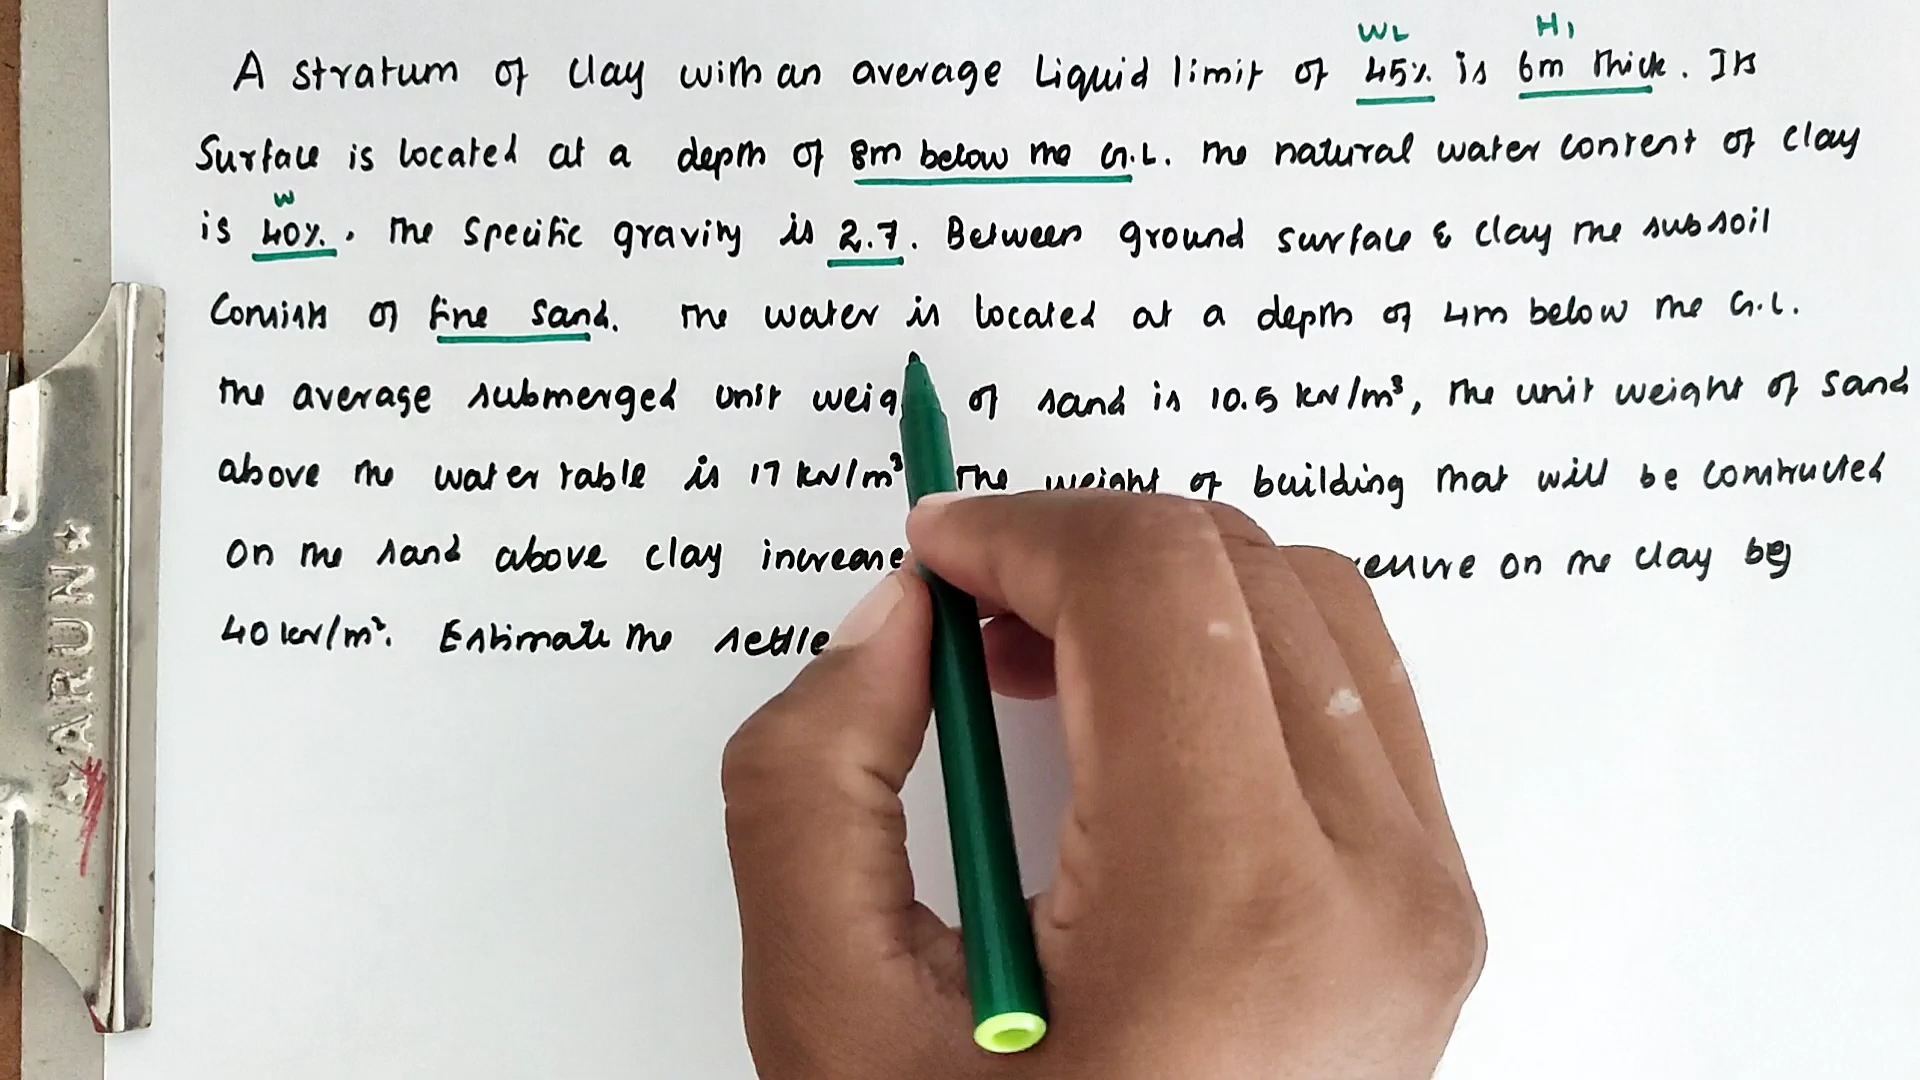 WL H1
A stratum of clay with an average Liquid limit of 45% is 6m thick. Its
Surface is located at a depth of 8m below the G.L. The natural water content of clay
W
is 40%. The specific gravity is 2.7. Between ground surface & clay the subsoil
Consists of fine sand. The water is located at a depth of 4m below the G.L.
The average submerged unit weig of sand is 10.5 kN/m³, The unit weight of sand
above the water table is 17 kN/m³ The weight of building that will be constructed
On the sand above clay increase on the clay by
40 kN/m². Estimate the settle
ARUN